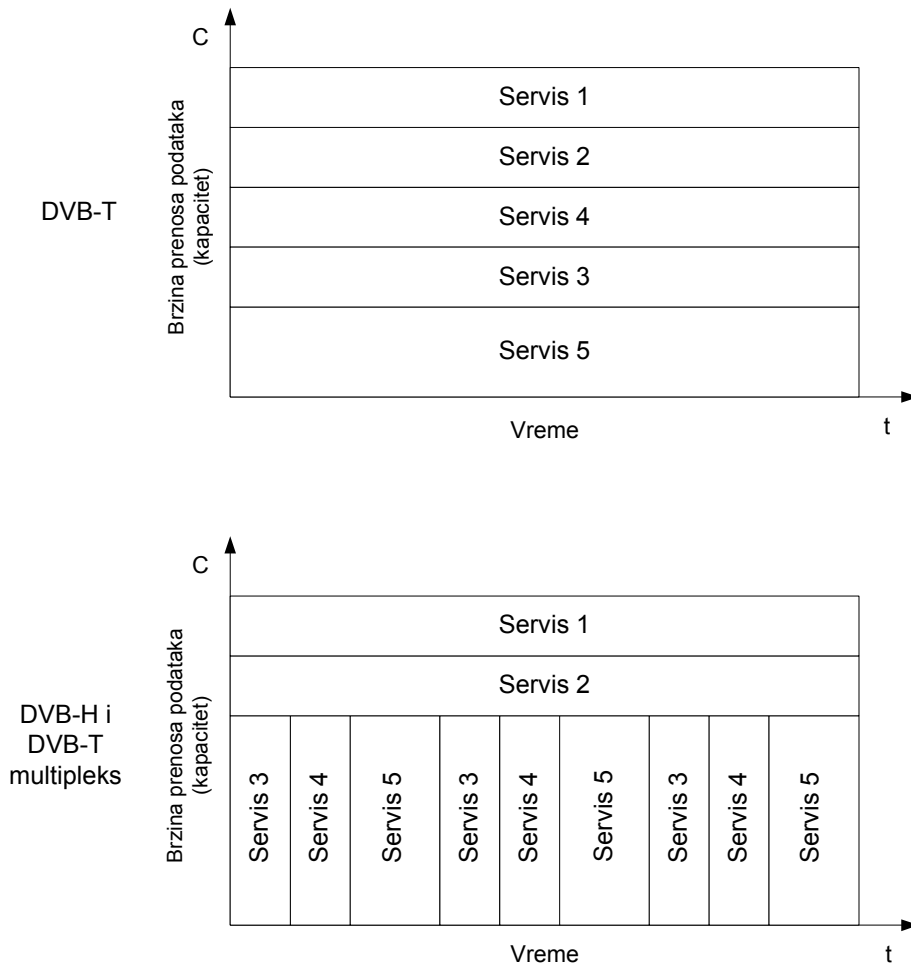 C
Servis 1
Servis 2
Servis 4
Servis 3
Servis 5
DVB-T
Brzina prenosa podataka
(kapacitet)
Vreme
t
C
Servis 1
Servis 2
Servis 3
Servis 4
Servis 5
Servis 3
Servis 4
Servis 5
Servis 3
Servis 4
Servis 5
DVB-H i
DVB-T
multipleks
Brzina prenosa podataka
(kapacitet)
Vreme
t